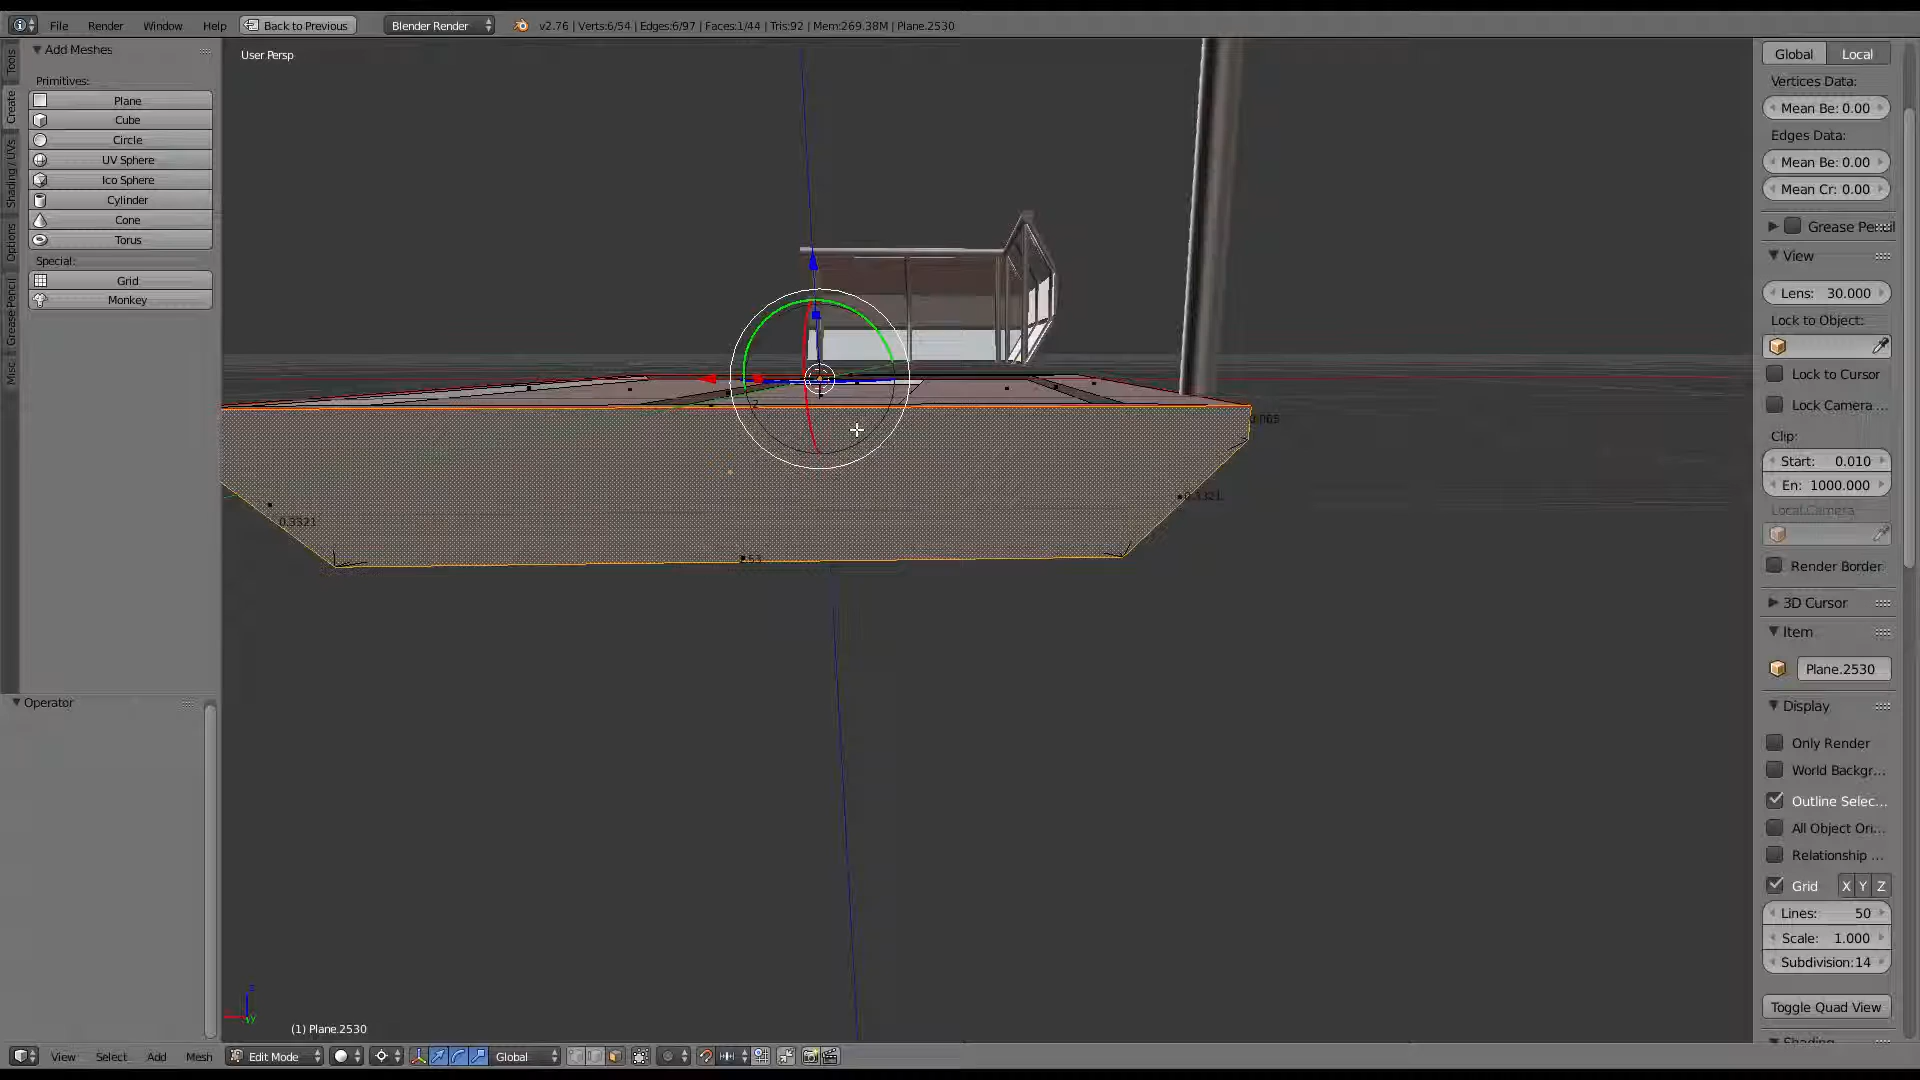 File Render Window Help Back to Previous Blender Render v2.76 | Verts:6/54 | Edges:6/97 | Faces:1/44 | Tris:92 | Mem:269.38M | Plane.2530
Tools
Create
Shading / UVs
Options
Grease Pencil
Misc
Add Meshes
Primitives:
Plane
Cube
Circle
UV Sphere
Ico Sphere
Cylinder
Cone
Torus
Special:
Grid
Monkey
Operator
User Persp
0.3321
0.3321
(1) Plane.2530
Global Local
Vertices Data:
Mean Be: 0.00
Edges Data:
Mean Be: 0.00
Mean Cr: 0.00
Grease Pencil
View
Lens: 30.000
Lock to Object:
Lock to Cursor
Lock Camera ...
Clip:
Start: 0.010
En: 1000.000
Local Camera
Render Border
3D Cursor
Item
Plane.2530
Display
Only Render
World Backgr...
Outline Selec...
All Object Ori...
Relationship ...
Grid X Y Z
Lines: 50
Scale: 1.000
Subdivision:14
Toggle Quad View
Shading
View Select Add Mesh Edit Mode Global